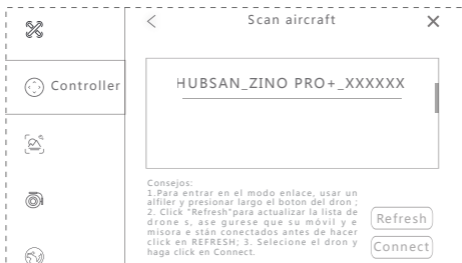 Scan aircraft
Controller
HUBSAN_ZINO PRO+_XXXXXX
Consejos:
1.Para entrar en el modo enlace, usar un
alfiler y presionar largo el boton del dron ;
2. Click "Refresh"para actualizar la lista de
drone s, ase gurese que su móvil y e
misora e stán conectados antes de hacer
click en REFRESH; 3. Selecione el dron y
haga click en Connect.
Refresh
Connect